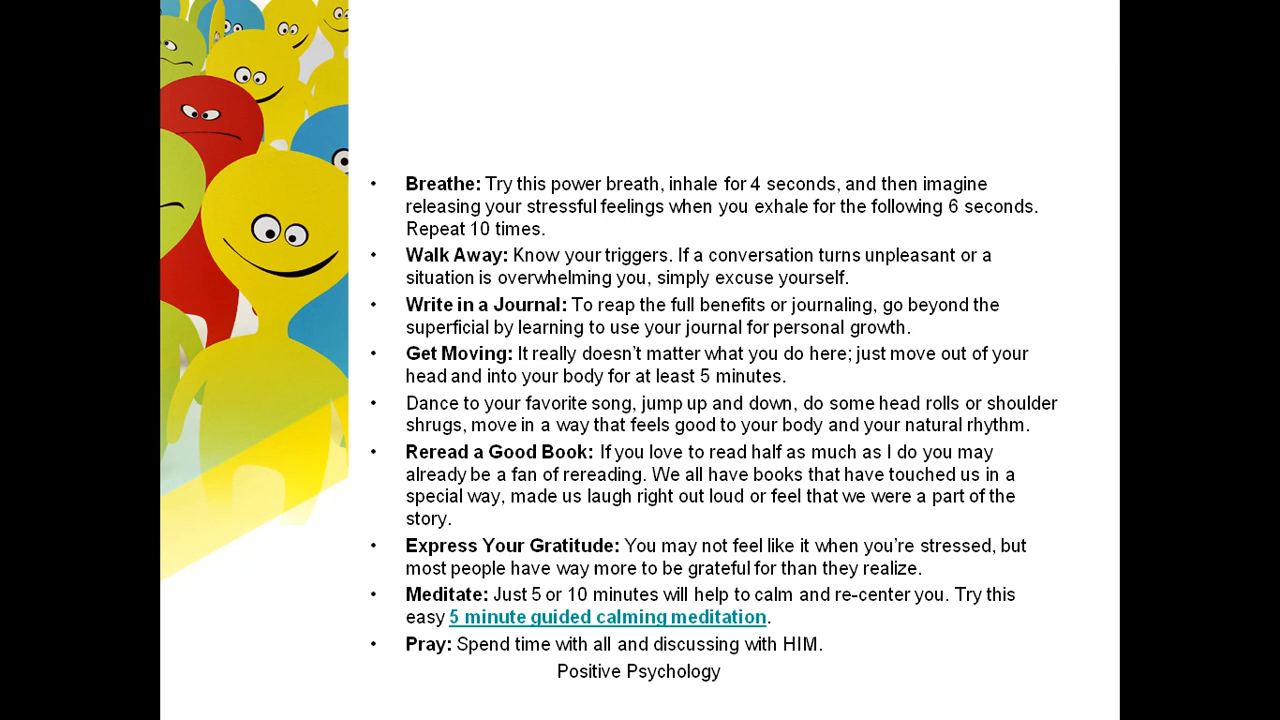 • Breathe: Try this power breath, inhale for 4 seconds, and then imagine
releasing your stressful feelings when you exhale for the following 6 seconds.
Repeat 10 times.
• Walk Away: Know your triggers. If a conversation turns unpleasant or a
situation is overwhelming you, simply excuse yourself.
• Write in a Journal: To reap the full benefits or journaling, go beyond the
superficial by learning to use your journal for personal growth.
• Get Moving: It really doesn’t matter what you do here; just move out of your
head and into your body for at least 5 minutes.
• Dance to your favorite song, jump up and down, do some head rolls or shoulder
shrugs, move in a way that feels good to your body and your natural rhythm.
• Reread a Good Book: If you love to read half as much as I do you may
already be a fan of rereading. We all have books that have touched us in a
special way, made us laugh right out loud or feel that we were a part of the
story.
• Express Your Gratitude: You may not feel like it when you’re stressed, but
most people have way more to be grateful for than they realize.
• Meditate: Just 5 or 10 minutes will help to calm and re-center you. Try this
easy 5 minute guided calming meditation.
• Pray: Spend time with all and discussing with HIM.
Positive Psychology